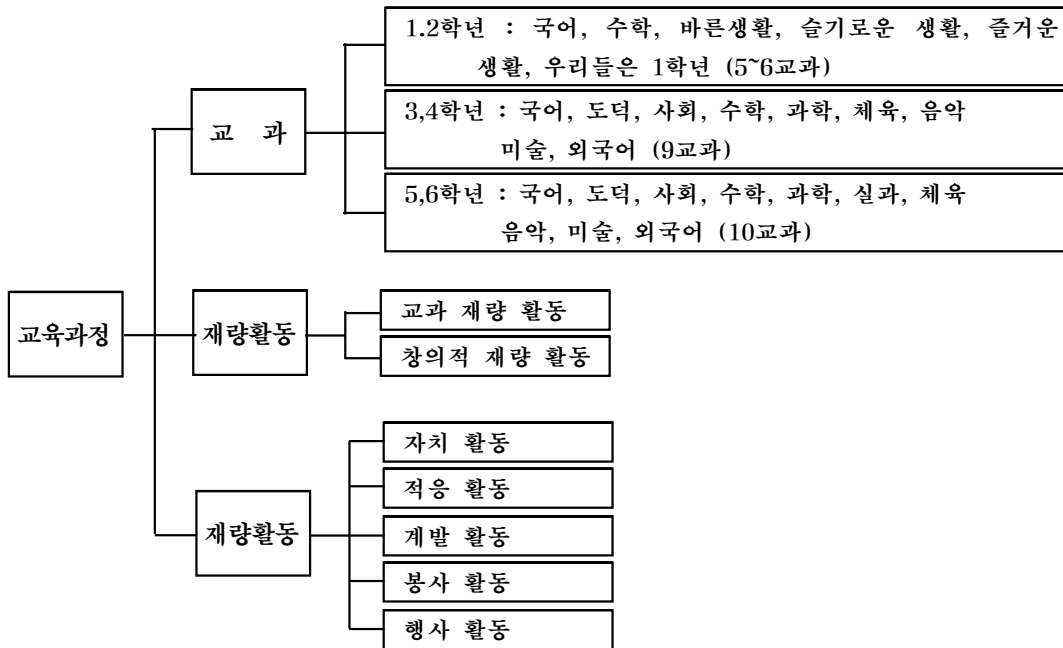 1.2학년 : 국어, 수학, 바른생활, 슬기로운 생활, 즐거운
생활, 우리들은 1학년 (5~6교과)
교 과
3,4학년 : 국어, 도덕, 사회, 수학, 과학, 체육, 음악
미술, 외국어 (9교과)
5,6학년 : 국어, 도덕, 사회, 수학, 과학, 실과, 체육
음악, 미술, 외국어 (10교과)
교육과정
재량활동
교과 재량 활동
창의적 재량 활동
재량활동
자치 활동
적응 활동
계발 활동
봉사 활동
행사 활동